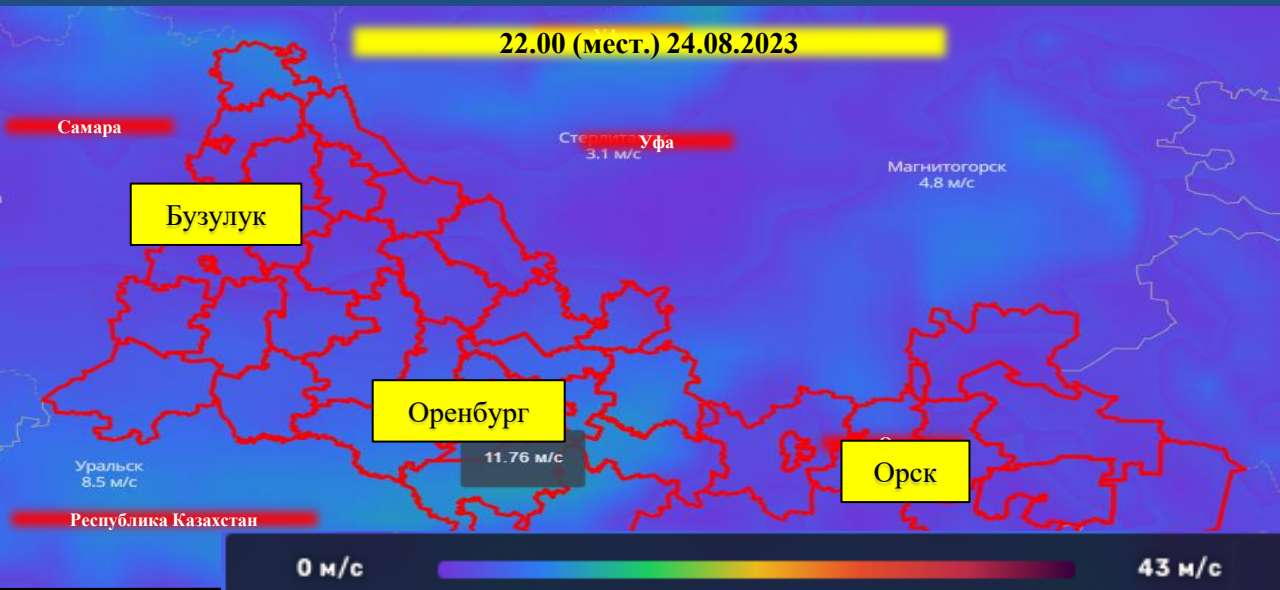 22.00 (мест.) 24.08.2023
Самара
Уфа
3.1 м/с
Магнитогорск
4.8 м/с
Бузулук
Оренбург
11.76 м/с
Орск
Уральск
8.5 м/с
Республика Казахстан
0 м/с
43 м/с